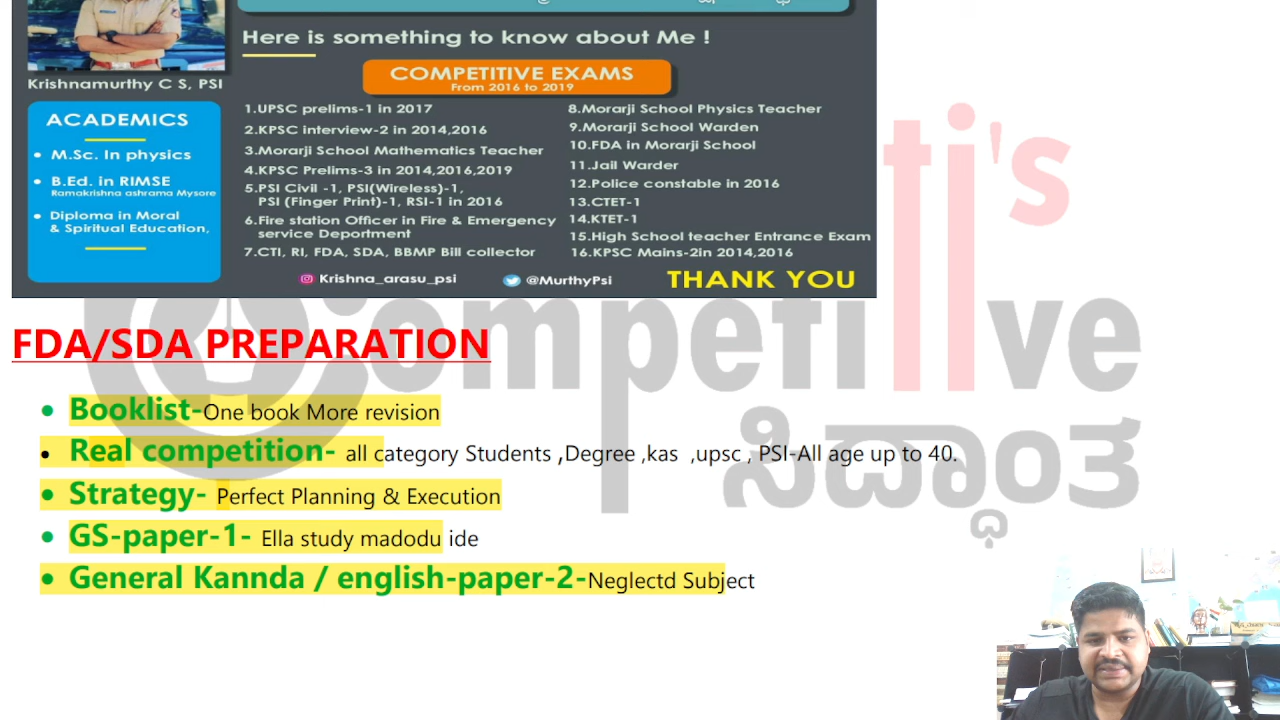 Here is something to know about Me !
COMPETITIVE EXAMS
From 2016 to 2019
Krishnamurthy C S, PSI
ACADEMICS
• M.Sc. In physics
• B.Ed. in RIMSE
Ramakrishna ashrama Mysore
• Diploma in Moral
& Spiritual Education,
1.UPSC prelims-1 in 2017
2.KPSC interview-2 in 2014,2016
3.Morarji School Mathematics Teacher
4.KPSC Prelims-3 in 2014,2016,2019
5.PSI Civil -1, PSI(Wireless)-1,
PSI (Finger Print)-1, RSI-1 in 2016
6.Fire station Officer in Fire & Emergency
service Deportment
7.CTI, RI, FDA, SDA, BBMP Bill collector
8.Morarji School Physics Teacher
9.Morarji School Warden
10.FDA in Morarji School
11.Jail Warder
12.Police constable in 2016
13.CTET-1
14.KTET-1
15.High School teacher Entrance Exam
16.KPSC Mains-2in 2014,2016
Krishna_arasu_psi
@MurthyPsi
THANK YOU
ti's
Competitive
ಸಿದ್ಧಾಂತ
FDA/SDA PREPARATION
• Booklist-One book More revision
• Real competition- all category Students ,Degree ,kas ,upsc , PSI-All age up to 40.
• Strategy- Perfect Planning & Execution
• GS-paper-1- Ella study madodu ide
• General Kannda / english-paper-2-Neglectd Subject